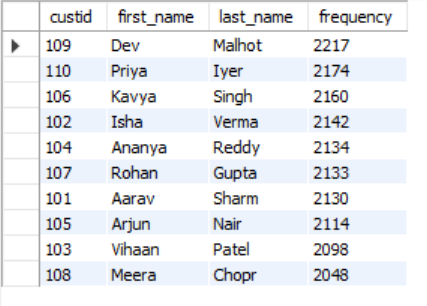 custid first_name last_name frequency
109 Dev Malhot 2217
110 Priya Iyer 2174
106 Kavya Singh 2160
102 Isha Verma 2142
104 Ananya Reddy 2134
107 Rohan Gupta 2133
101 Aarav Sharm 2130
105 Arjun Nair 2114
103 Vihaan Patel 2098
108 Meera Chopr 2048